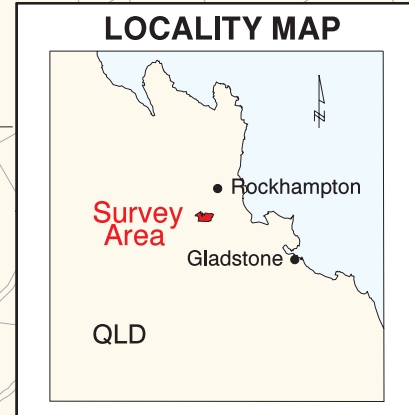 LOCALITY MAP
N
Rockhampton
Survey
Area
Gladstone
QLD